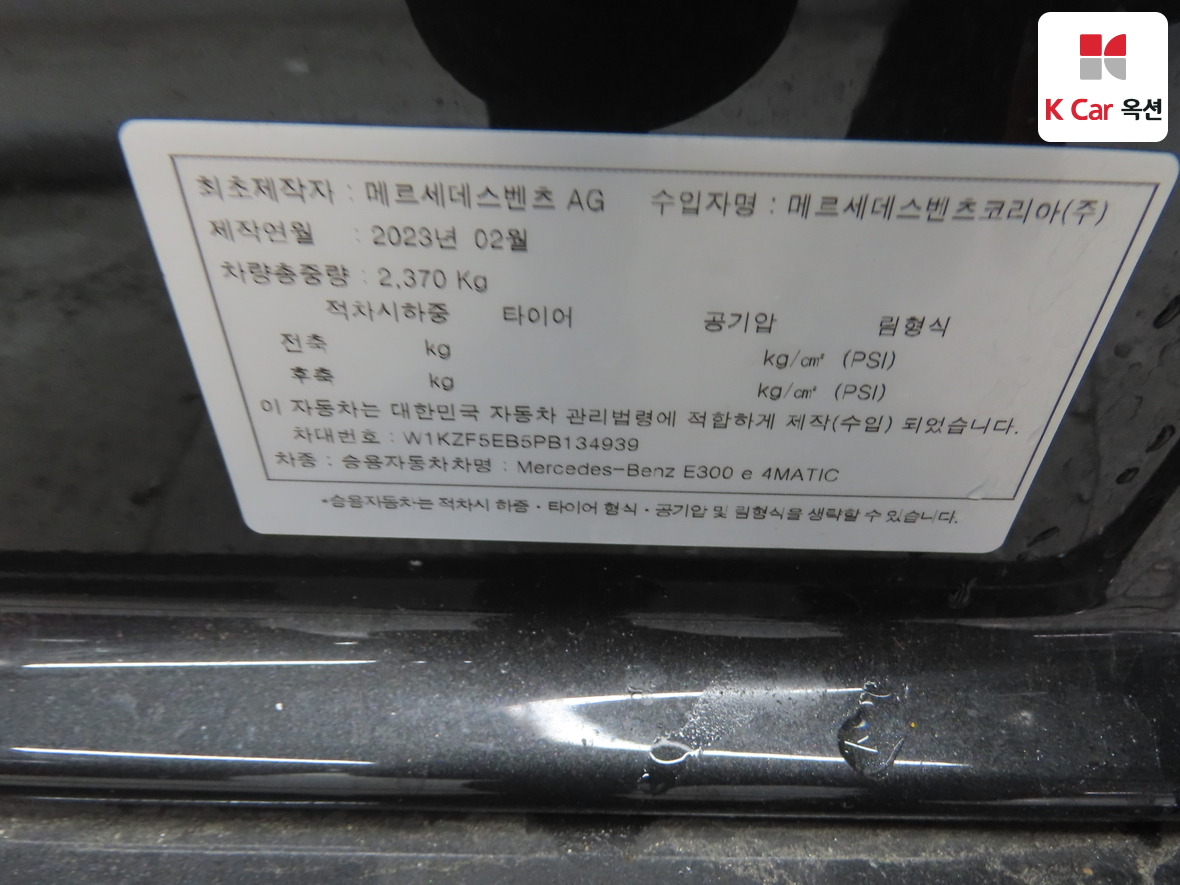 K Car 옥션
최초제작자 : 메르세데스벤츠 AG 수입자명 : 메르세데스벤츠코리아(주)
제작연월 : 2023년 02월
차량총중량 : 2,370 Kg
적차시하중 타이어 공기압 림형식
전축 kg kg/㎠ (PSI)
후축 kg kg/㎠ (PSI)
이 자동차는 대한민국 자동차 관리법령에 적합하게 제작(수입) 되었습니다.
차대번호 : W1KZF5EB5PB134939
차종 : 승용자동차차명 : Mercedes-Benz E300 e 4MATIC
*승용자동차는 적차시 하중・타이어 형식・공기압 및 림형식을 생략할 수 있습니다.